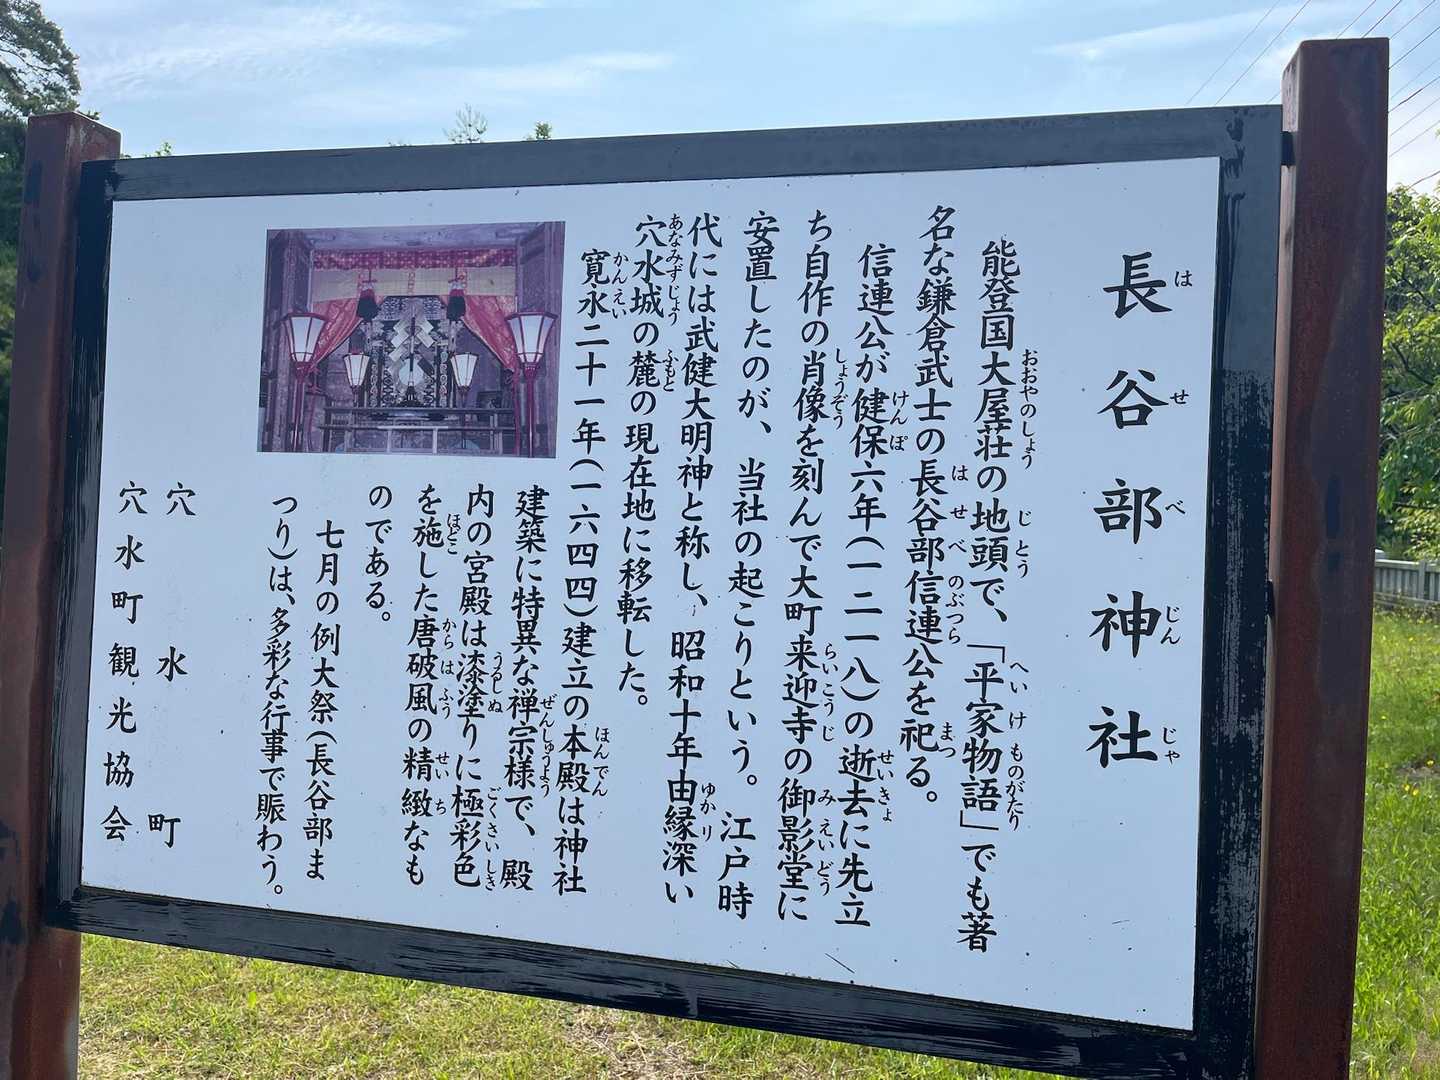 長谷部神社
能登国大屋荘の地頭で、「平家物語」でも著
名な鎌倉武士の長谷部信連公を祀る。
信連公が健保六年(一二一八)の逝去に先立
ち自作の肖像を刻んで大町来迎寺の御影堂に
安置したのが、当社の起こりという。江戸時
代には武健大明神と称し、昭和十年由縁深い
穴水城の麓の現在地に移転した。
寛永二十一年(一六四四)建立の本殿は神社
建築に特異な禅宗様で、殿
内の宮殿は漆塗りに極彩色
を施した唐破風の精緻なも
のである。
七月の例大祭(長谷部ま
つり)は、多彩な行事で賑わう。
穴水町
穴水町観光協会